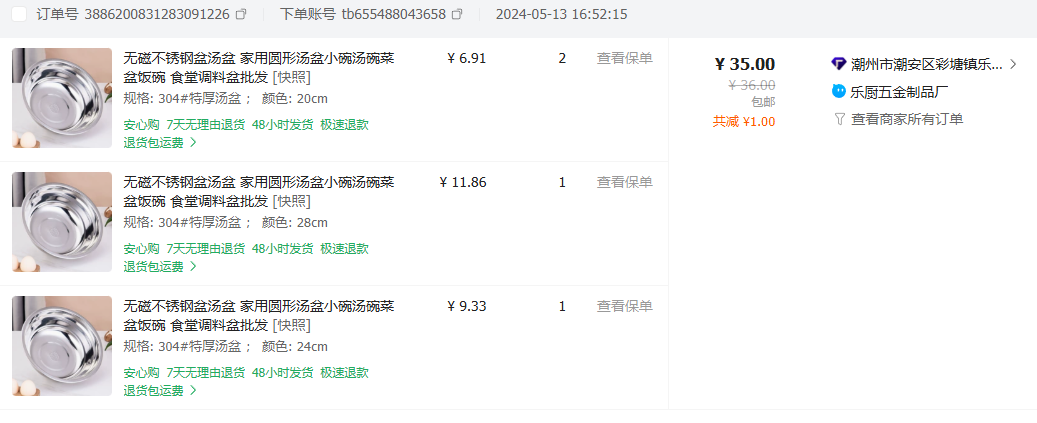 订单号 3886200831283091226 下单账号 tb655488043658 2024-05-13 16:52:15
无磁不锈钢盆汤盆 家用圆形汤盆小碗汤碗菜 ¥ 6.91 2 查看保单
盆饭碗 食堂调料盆批发 [快照]
规格: 304#特厚汤盆 ; 颜色: 20cm
安心购 7天无理由退货 48小时发货 极速退款
退货包运费
¥ 35.00
¥ 36.00
包邮
共减 ¥1.00
潮州市潮安区彩塘镇乐...
乐厨五金制品厂
查看商家所有订单
无磁不锈钢盆汤盆 家用圆形汤盆小碗汤碗菜 ¥ 11.86 1 查看保单
盆饭碗 食堂调料盆批发 [快照]
规格: 304#特厚汤盆 ; 颜色: 28cm
安心购 7天无理由退货 48小时发货 极速退款
退货包运费
无磁不锈钢盆汤盆 家用圆形汤盆小碗汤碗菜 ¥ 9.33 1 查看保单
盆饭碗 食堂调料盆批发 [快照]
规格: 304#特厚汤盆 ; 颜色: 24cm
安心购 7天无理由退货 48小时发货 极速退款
退货包运费